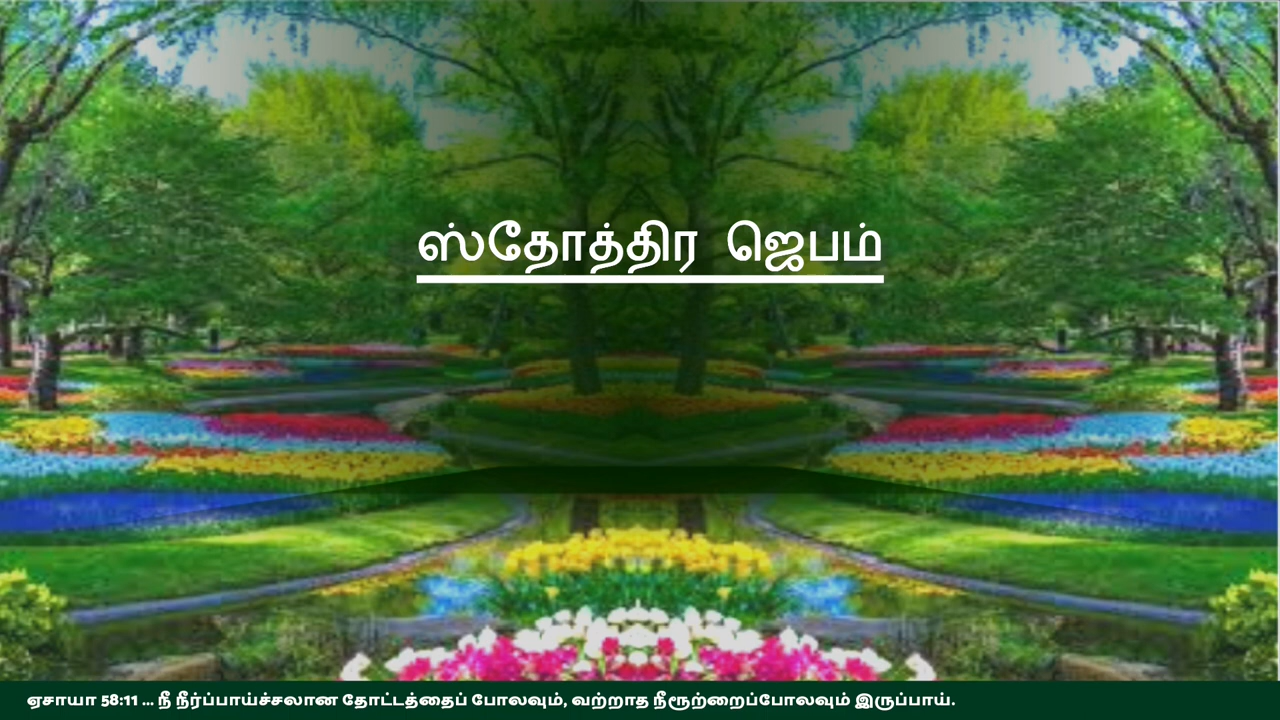 ஸ்தோத்திர ஜெபம்
ஏசாயா 58:11 ... நீ நீர்ப்பாய்ச்சலான தோட்டத்தைப் போலவும், வற்றாத நீரூற்றைப்போலவும் இருப்பாய்.